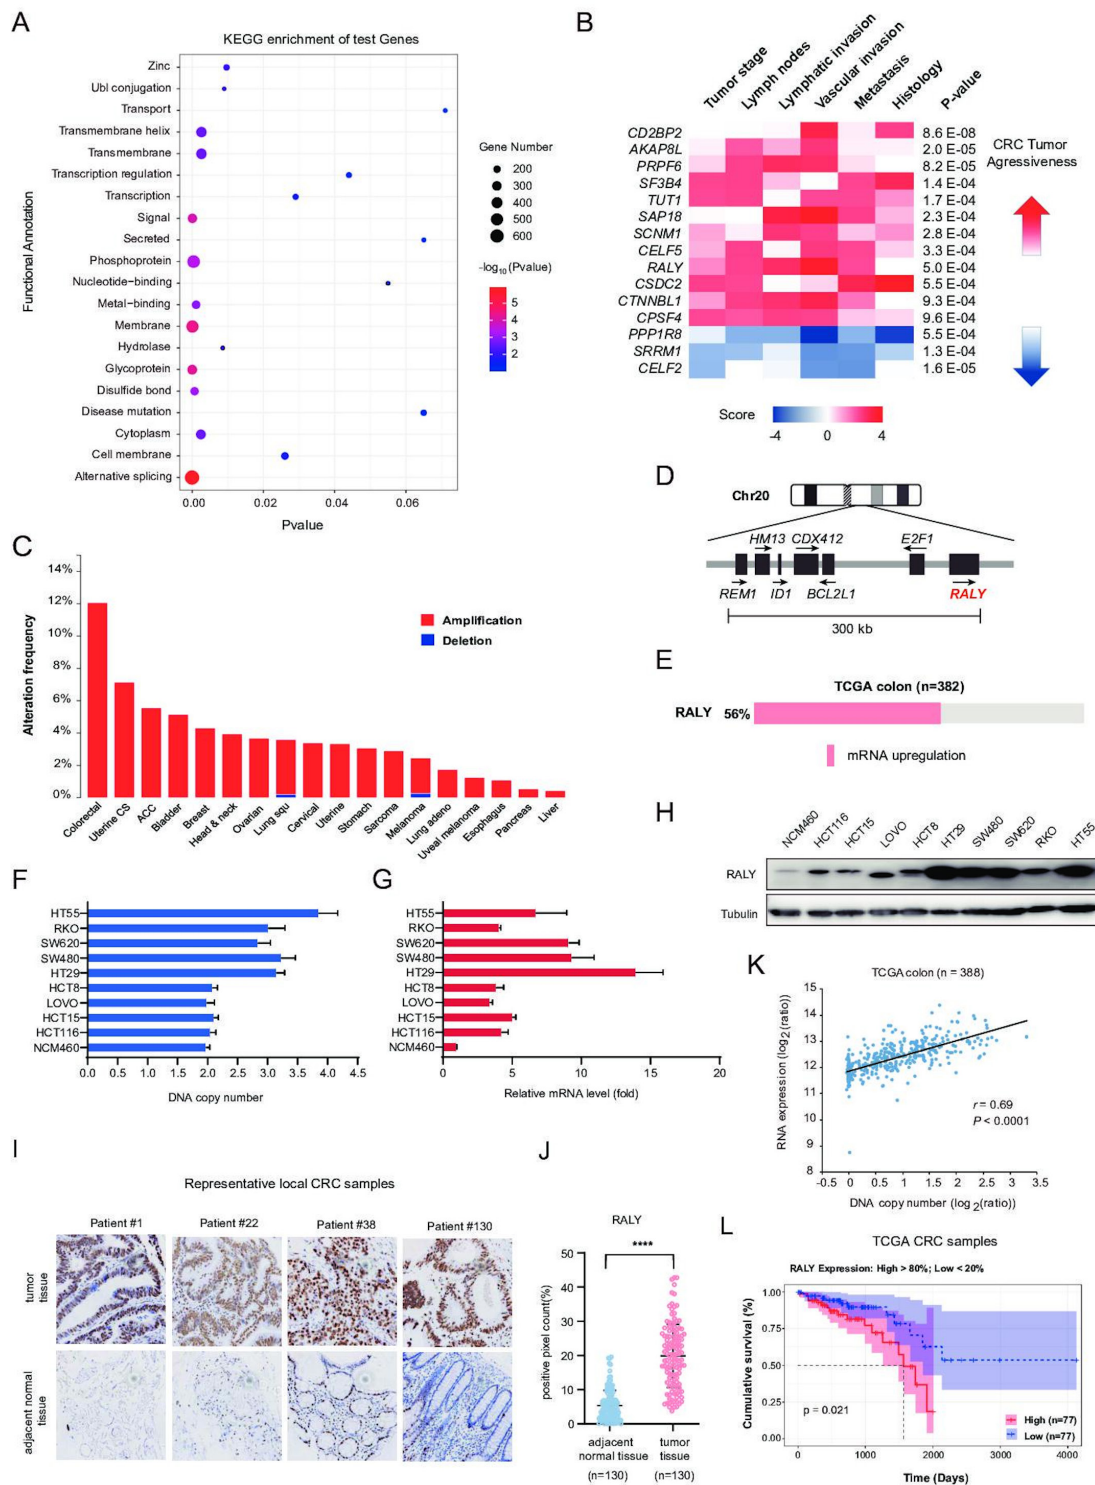 A
KEGG enrichment of test Genes
Functional Annotation
Zinc
Ubl conjugation
Transport
Transmembrane helix
Transmembrane
Transcription regulation
Transcription
Signal
Secreted
Phosphoprotein
Nucleotide-binding
Metal-binding
Membrane
Hydrolase
Glycoprotein
Disulfide bond
Disease mutation
Cytoplasm
Cell membrane
Alternative splicing
0.00 0.02 0.04 0.06
Pvalue
Gene Number
200
300
400
500
600
-log10(Pvalue)
5
4
3
2
B
Tumor stage
Lymph nodes
Lymphatic invasion
Vascular invasion
Metastasis
Histology
P-value
CD2BP2 8.6 E-08
AKAP8L 2.0 E-05
PRPF6 8.2 E-05
SF3B4 1.4 E-04
TUT1 1.7 E-04
SAP18 2.3 E-04
SCNM1 2.8 E-04
CELF5 3.3 E-04
RALY 5.0 E-04
CSDC2 5.5 E-04
CTNNBL1 9.3 E-04
CPSF4 9.6 E-04
PPP1R8 5.5 E-04
SRRM1 1.3 E-04
CELF2 1.6 E-05
CRC Tumor
Agressiveness
Score
-4 0 4
C
Alteration frequency
14%
12%
10%
8%
6%
4%
2%
0%
Amplification
Deletion
Colorectal
Uterine CS
ACC
Bladder
Breast
Head & neck
Ovarian
Lung squ
Cervical
Uterine
Stomach
Sarcoma
Melanoma
Lung adeno
Uveal melanoma
Esophagus
Pancreas
Liver
D
Chr20
HM13 CDX412 E2F1
REM1 ID1 BCL2L1 RALY
300 kb
E
TCGA colon (n=382)
RALY 56%
mRNA upregulation
F
HT55
RKO
SW620
SW480
HT29
HCT8
LOVO
HCT15
HCT116
NCM460
0.0 0.5 1.0 1.5 2.0 2.5 3.0 3.5 4.0 4.5
DNA copy number
G
HT55
RKO
SW620
SW480
HT29
HCT8
LOVO
HCT15
HCT116
NCM460
0 5 10 15 20
Relative mRNA level (fold)
H
NCM460 HCT116 HCT15 LOVO HCT8 HT29 SW480 SW620 RKO HT55
RALY
Tubulin
I
Representative local CRC samples
Patient #1 Patient #22 Patient #38 Patient #130
tumor
tissue
adjacent normal
tissue
J
RALY
****
positive pixel count(%)
50
40
30
20
10
0
adjacent
normal tissue
(n=130)
tumor
tissue
(n=130)
K
TCGA colon (n = 388)
RNA expression (log2(ratio))
15
14
13
12
11
10
9
8
r = 0.69
P < 0.0001
-0.5 0 0.5 1 1.5 2 2.5 3 3.5
DNA copy number (log2(ratio))
L
TCGA CRC samples
RALY Expression: High > 80%; Low < 20%
Cumulative survival (%)
1.00
0.75
0.50
0.25
0.00
p = 0.021
High (n=77)
Low (n=77)
0 1000 2000 3000 4000
Time (Days)